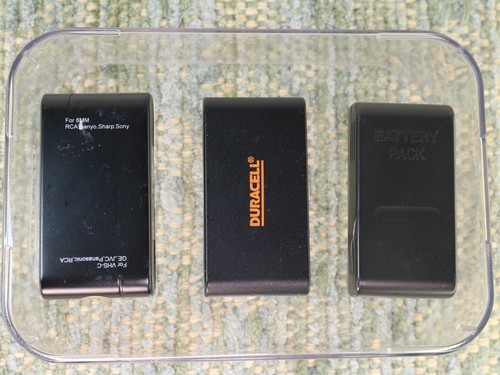 For 8MM
RCA,Sanyo,Sharp,Sony
For VHS-C
GE,JVC,Panasonic,RCA
DURACELL®
BATTERY
PACK